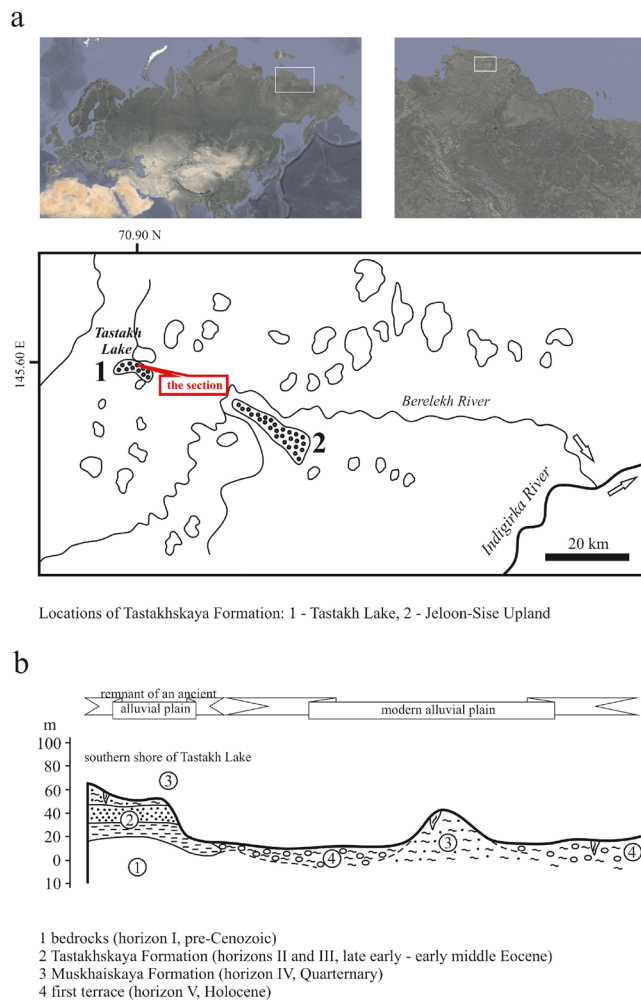 a
70.90 N
145.60 E
Tastakh
Lake
1
the section
2
Berelekh River
Indigirka River
20 km
Locations of Tastakhskaya Formation: 1 - Tastakh Lake, 2 - Jeloon-Sise Upland
b
remnant of an ancient
alluvial plain
modern alluvial plain
m
100
80
60
40
20
0
10
southern shore of Tastakh Lake
3
2
1
4
3
4
1 bedrocks (horizon I, pre-Cenozoic)
2 Tastakhskaya Formation (horizons II and III, late early - early middle Eocene)
3 Muskhaiskaya Formation (horizon IV, Quarternary)
4 first terrace (horizon V, Holocene)